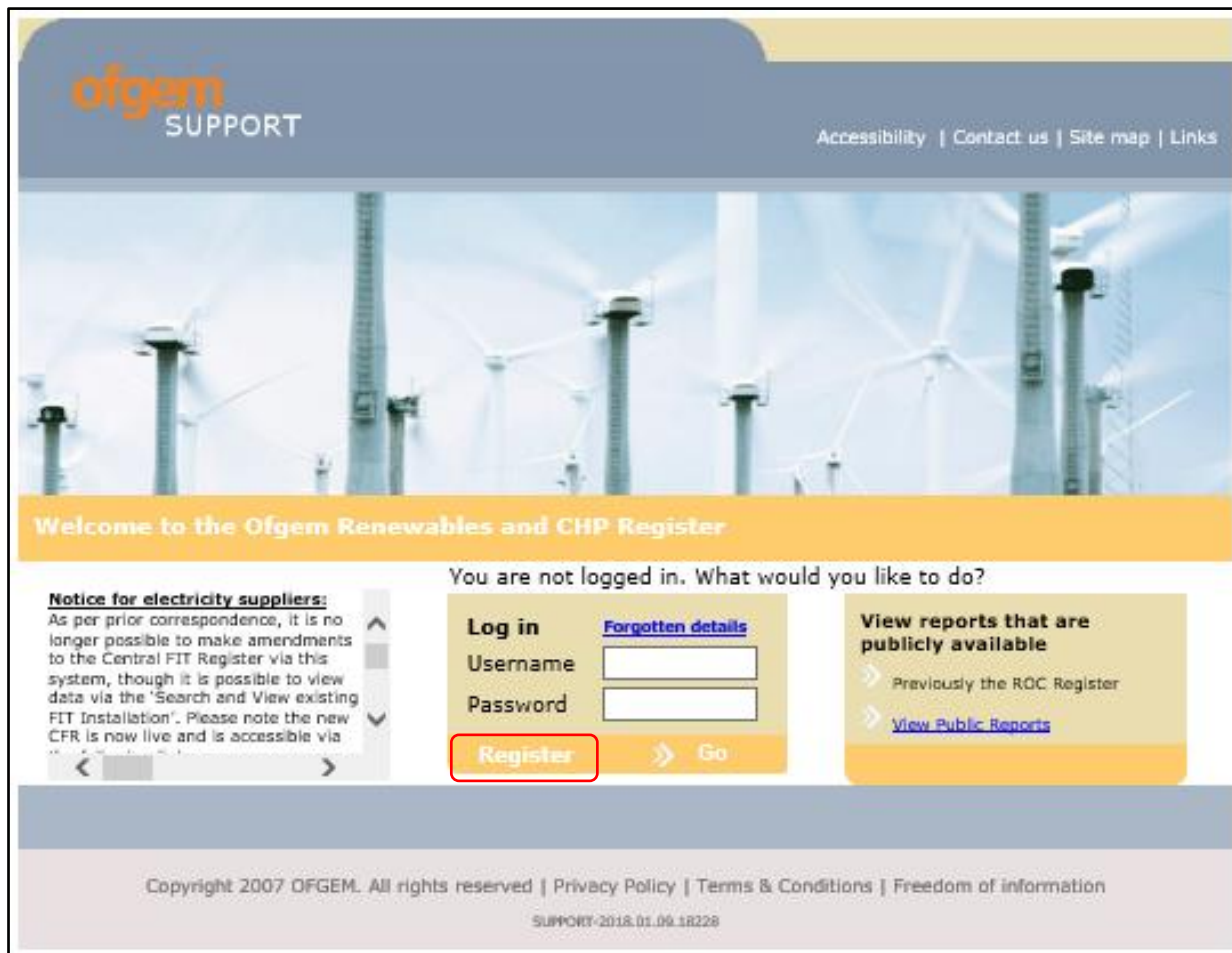 ofgem
SUPPORT
Accessibility | Contact us | Site map | Links
Welcome to the Ofgem Renewables and CHP Register
You are not logged in. What would you like to do?
Notice for electricity suppliers:
As per prior correspondence, it is no
longer possible to make amendments
to the Central FIT Register via this
system, though it is possible to view
data via the 'Search and View existing
FIT Installation'. Please note the new
CFR is now live and is accessible via
Log in Forgotten details
Username
Password
Register Go
View reports that are
publicly available
Previously the ROC Register
View Public Reports
Copyright 2007 OFGEM. All rights reserved | Privacy Policy | Terms & Conditions | Freedom of information
SUPPORT-2018.01.09.18228